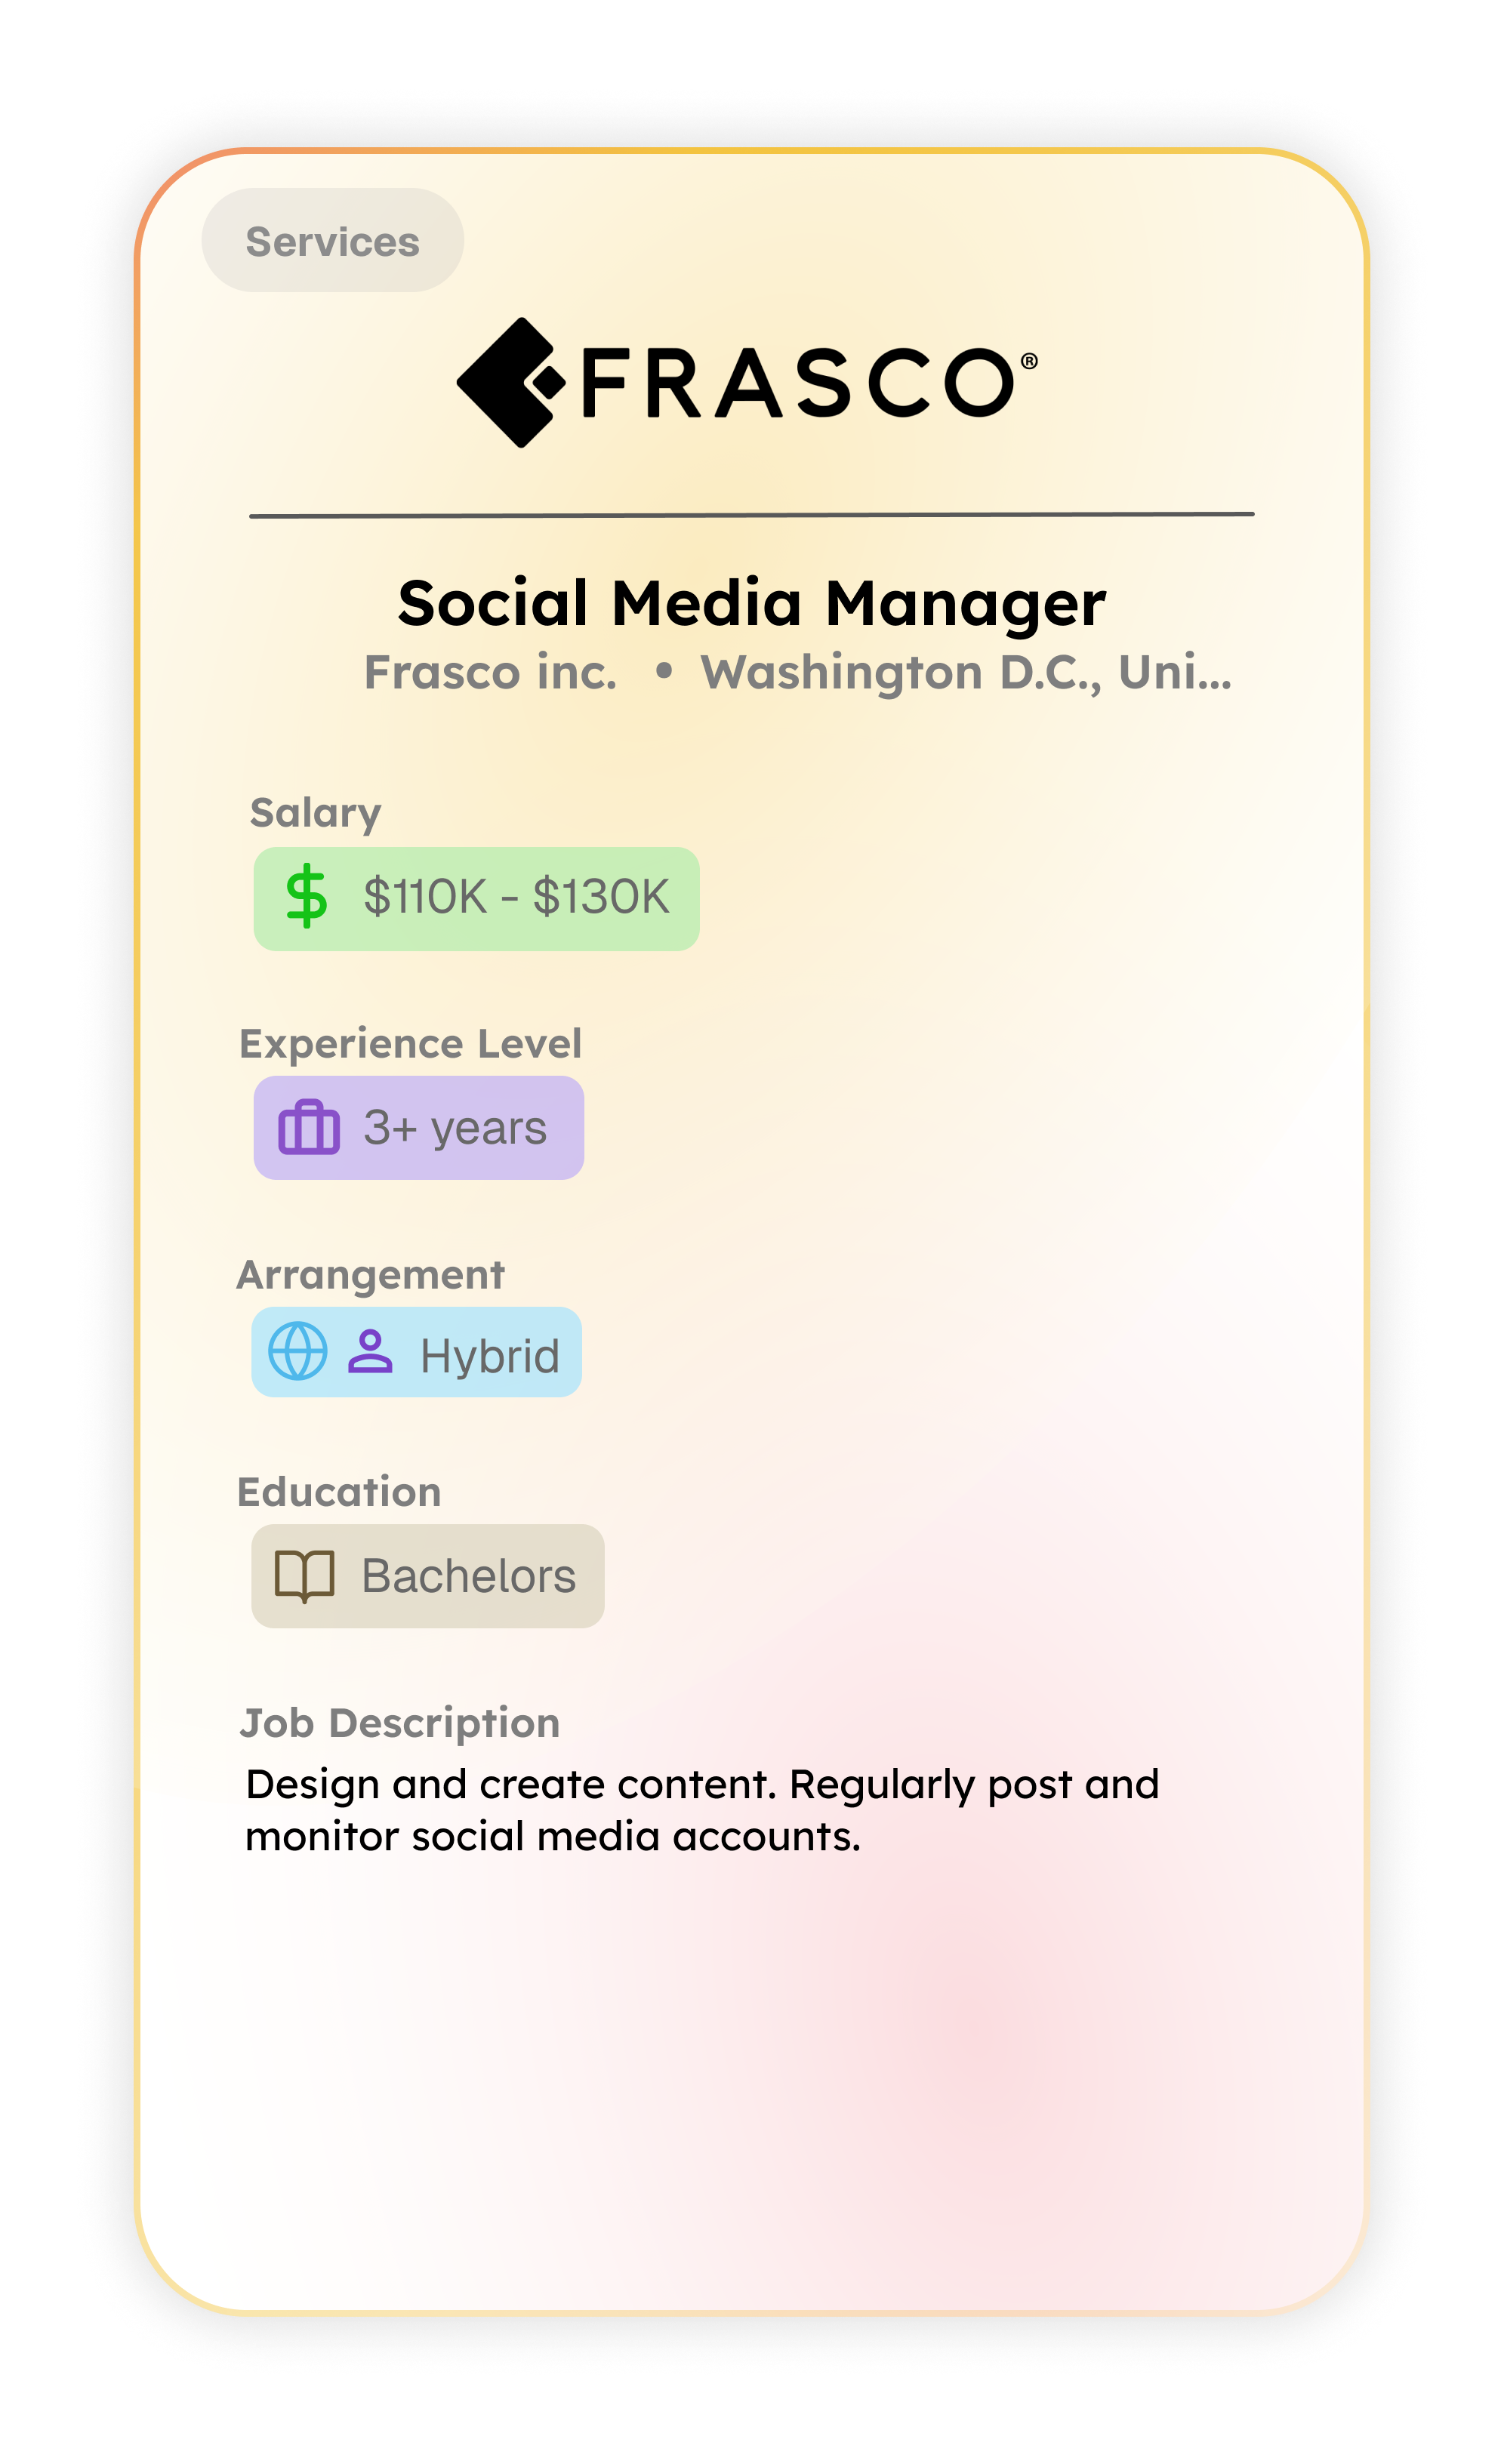 Services
FRASCO®
Social Media Manager
Frasco inc. • Washington D.C., Uni...
Salary
$110K - $130K
Experience Level
3+ years
Arrangement
Hybrid
Education
Bachelors
Job Description
Design and create content. Regularly post and
monitor social media accounts.